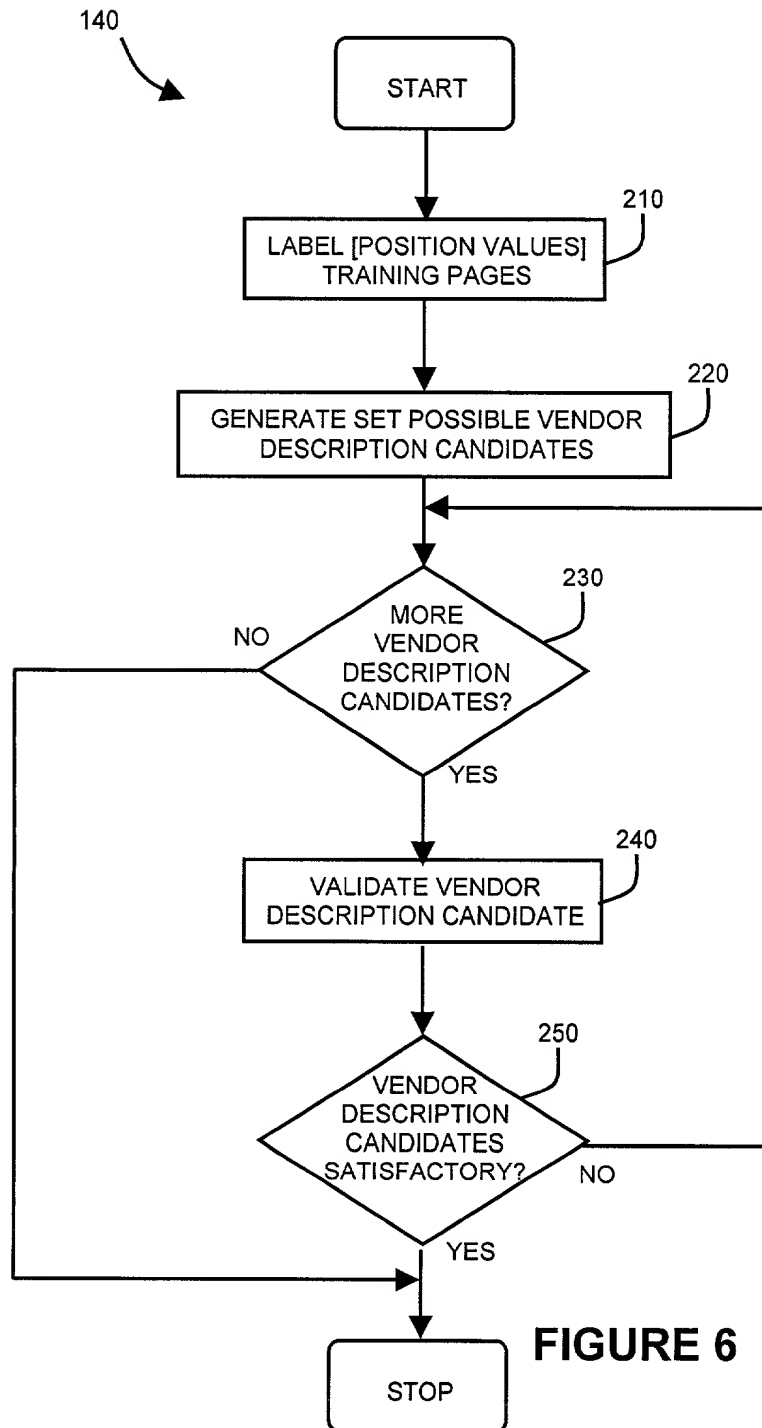 140
START
210
LABEL [POSITION VALUES]
TRAINING PAGES
220
GENERATE SET POSSIBLE VENDOR
DESCRIPTION CANDIDATES
230
NO
MORE
VENDOR
DESCRIPTION
CANDIDATES?
YES
240
VALIDATE VENDOR
DESCRIPTION CANDIDATE
250
VENDOR
DESCRIPTION
CANDIDATES
SATISFACTORY?
NO
YES
FIGURE 6
STOP